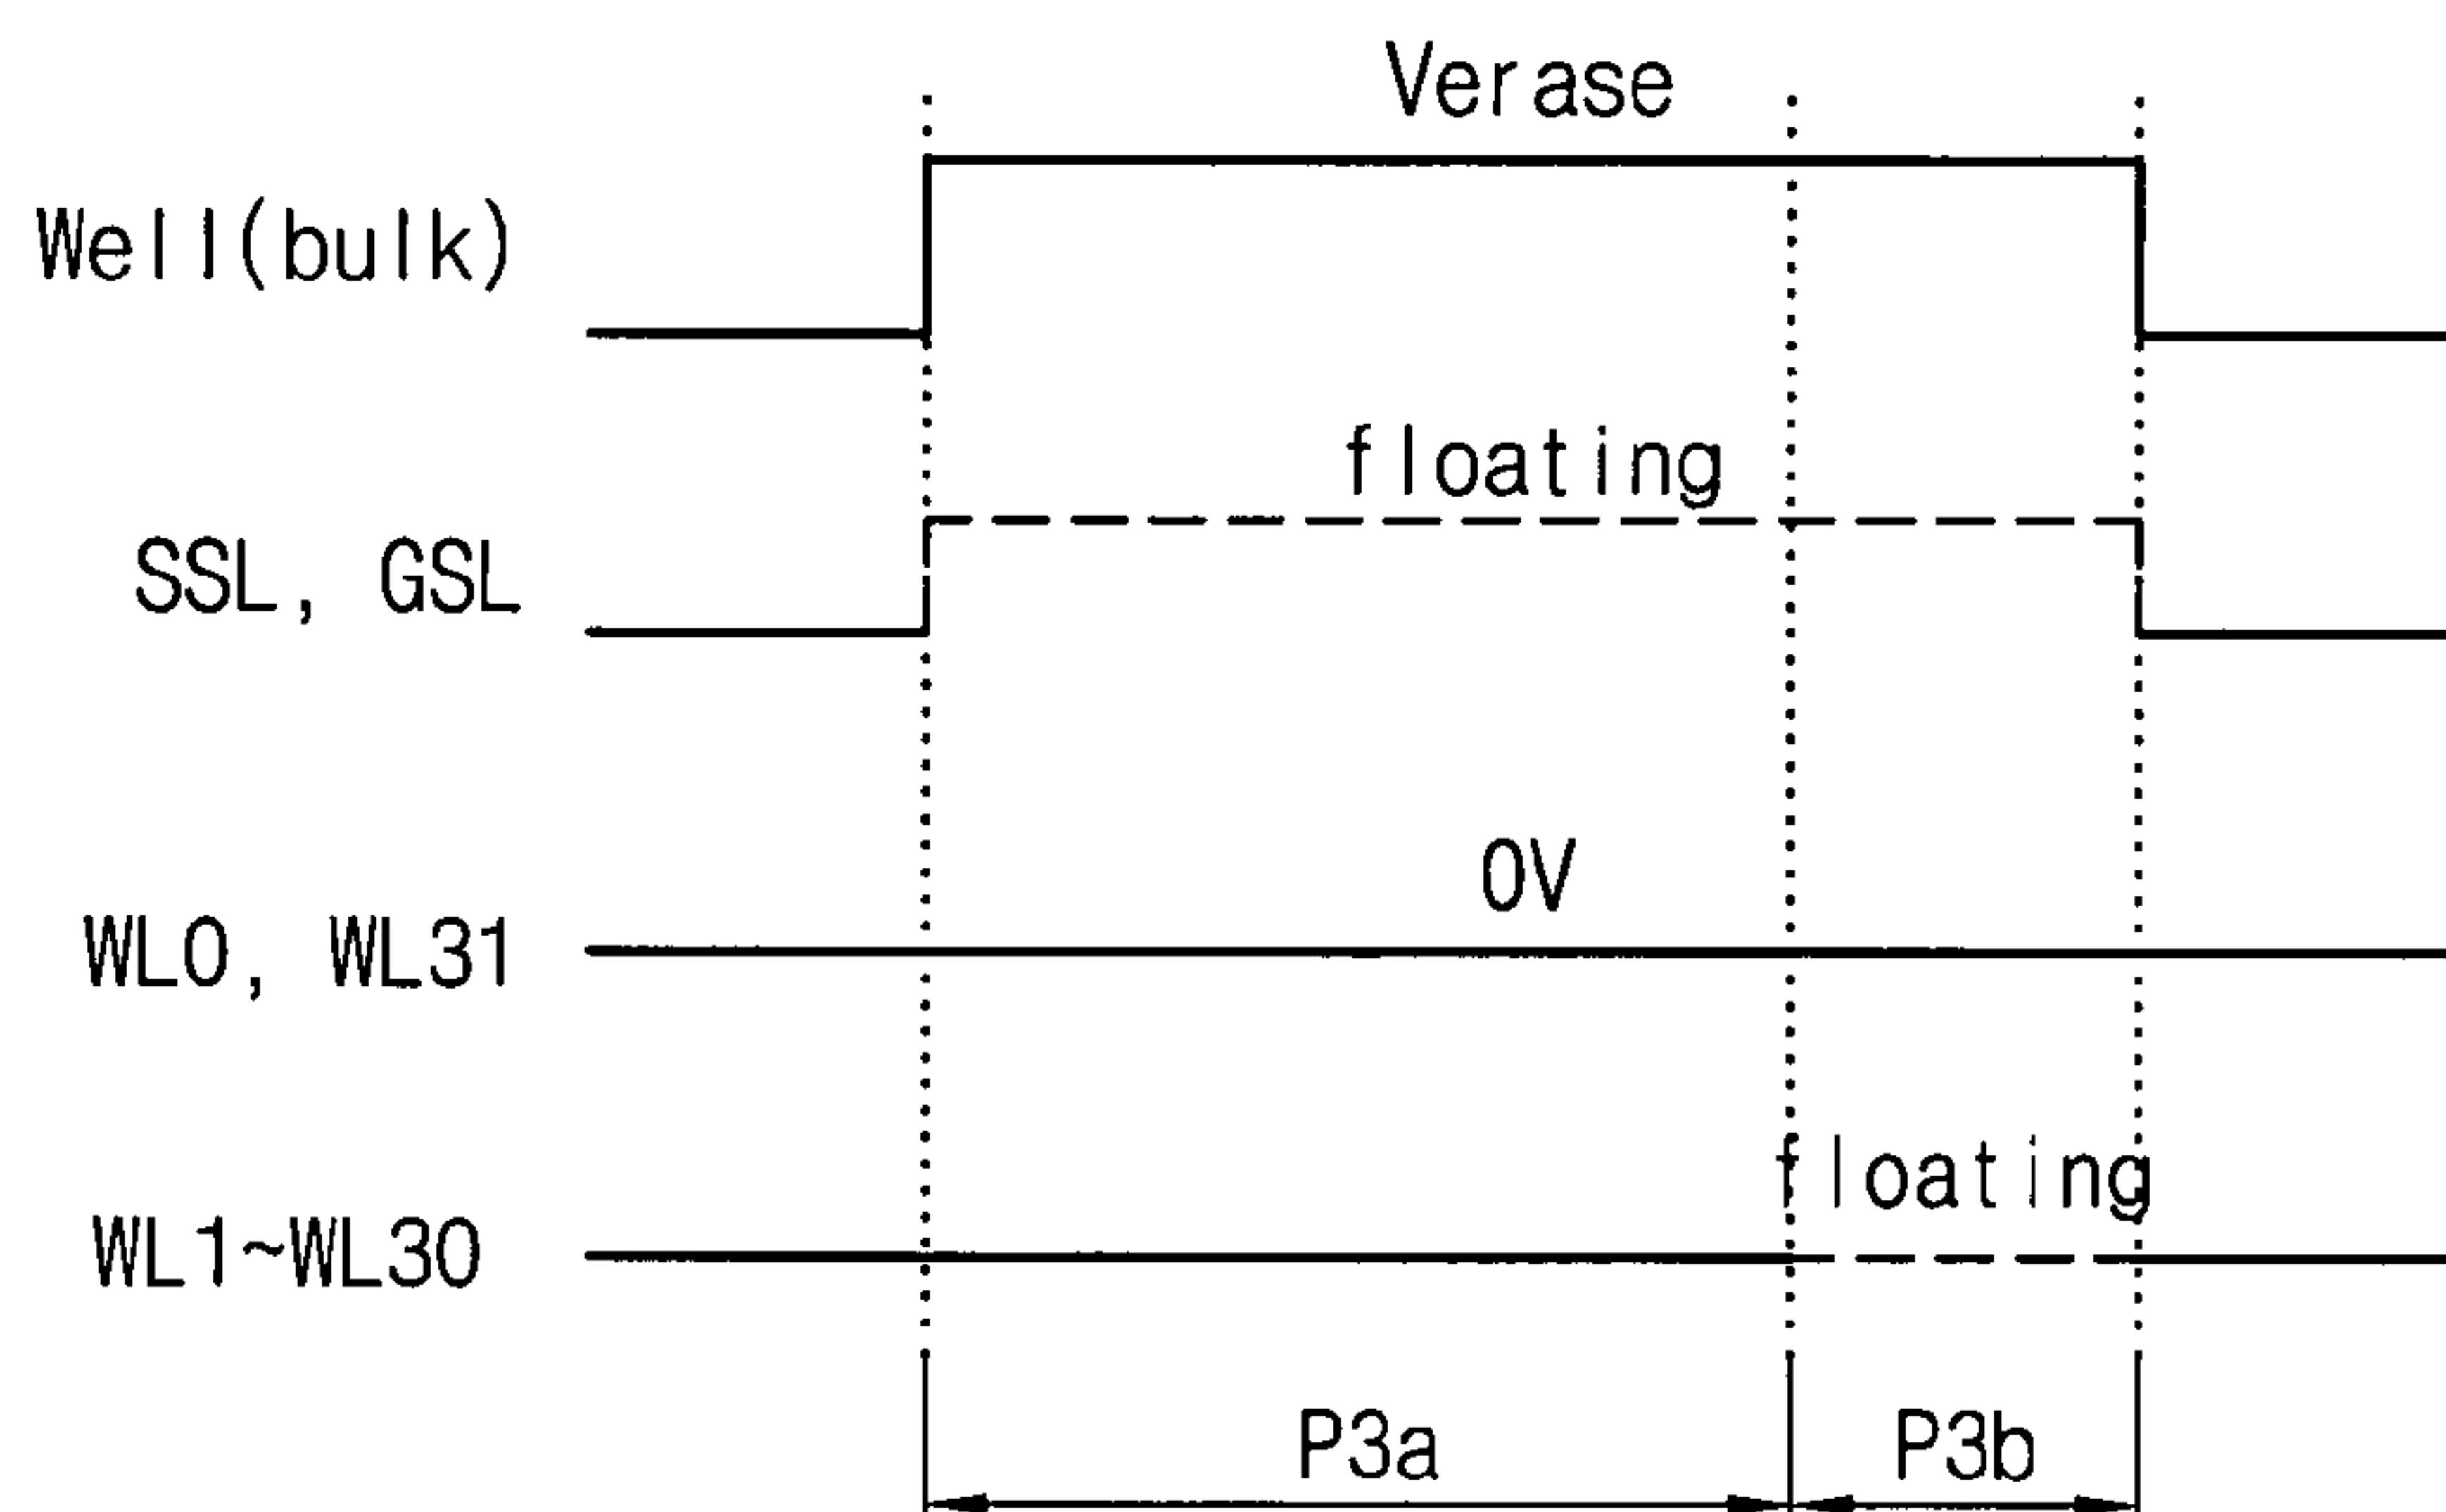 Verase
Well(bulk)
floating
SSL, GSL
0V
WL0, WL31
floating
WL1~WL30
P3a P3b